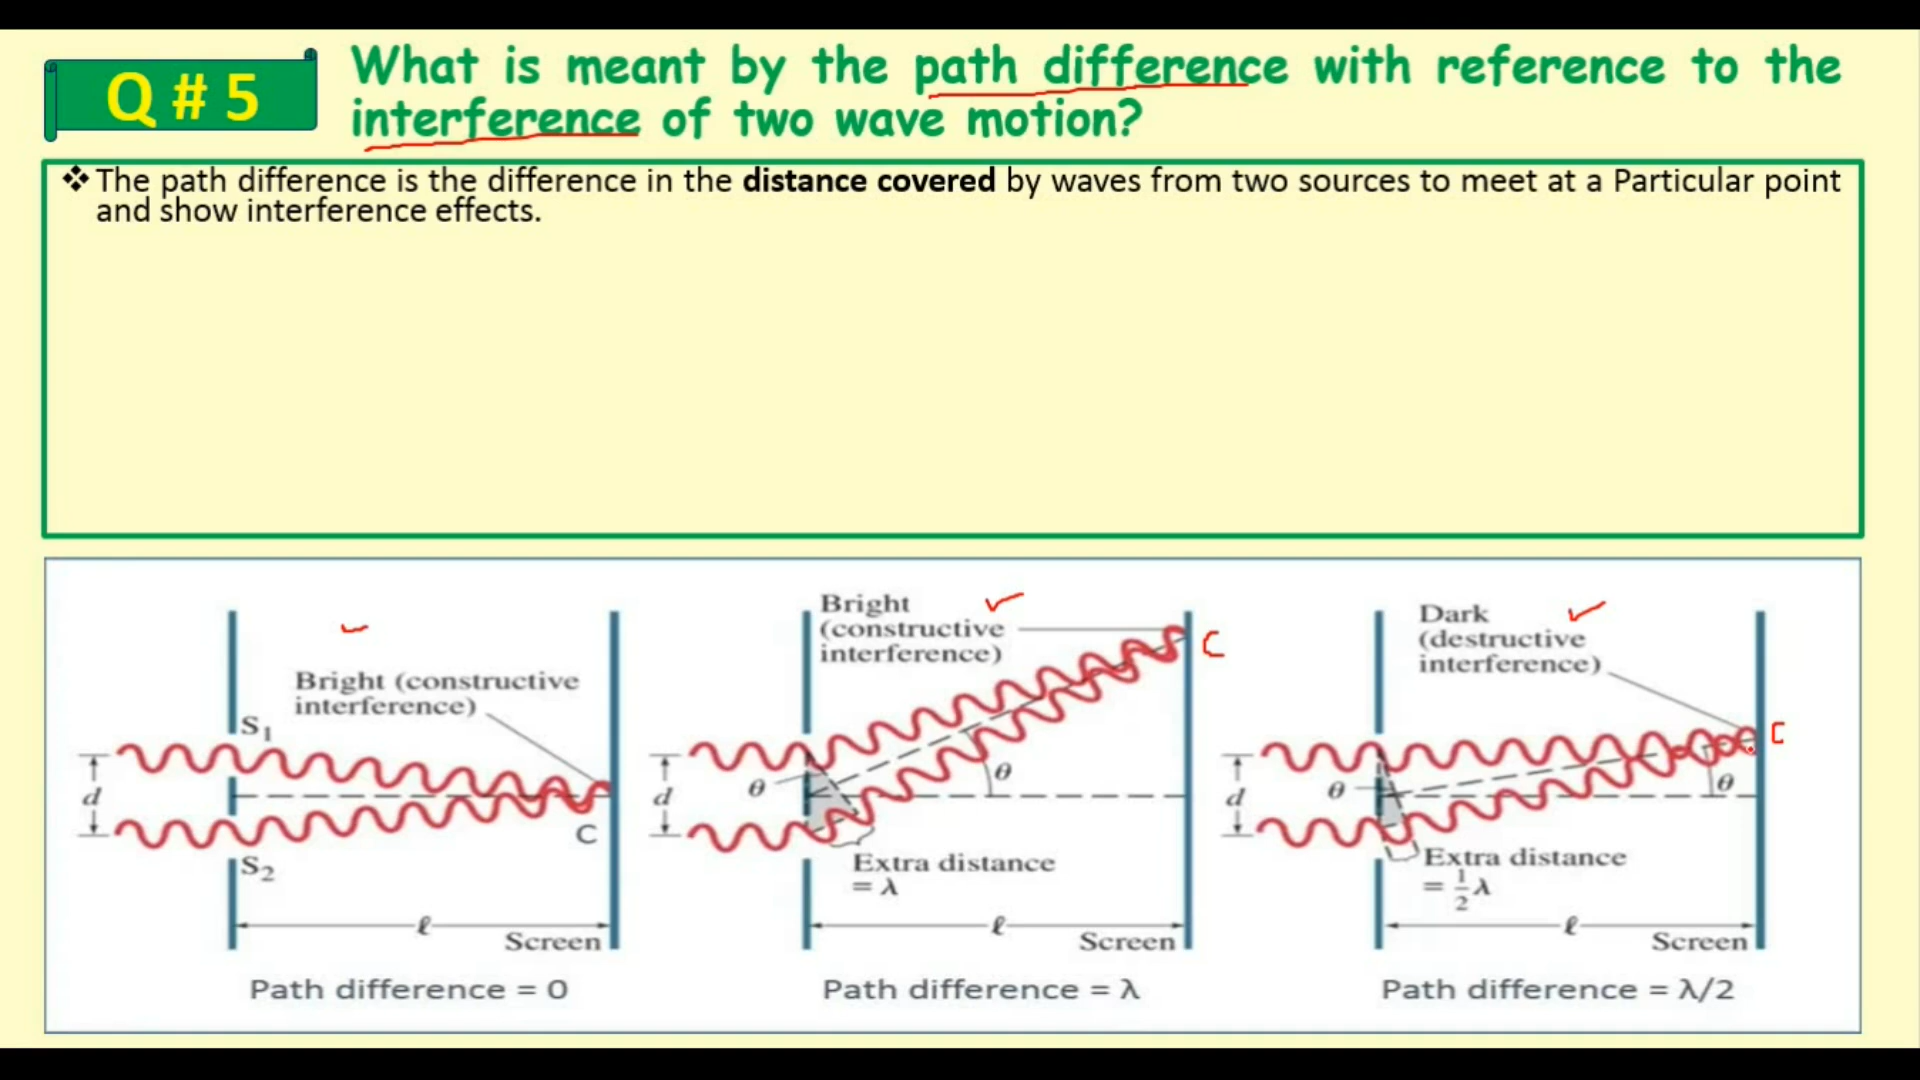 Q # 5
What is meant by the path difference with reference to the
interference of two wave motion?
❖ The path difference is the difference in the distance covered by waves from two sources to meet at a Particular point
and show interference effects.
Bright (constructive
interference)
S₁
d
S₂
C
ℓ
Screen
Path difference = 0
Bright
(constructive
interference)
C
θ
θ
d
Extra distance
= λ
ℓ
Screen
Path difference = λ
Dark
(destructive
interference)
θ
θ
d
Extra distance
= 1/2 λ
ℓ
Screen
Path difference = λ/2